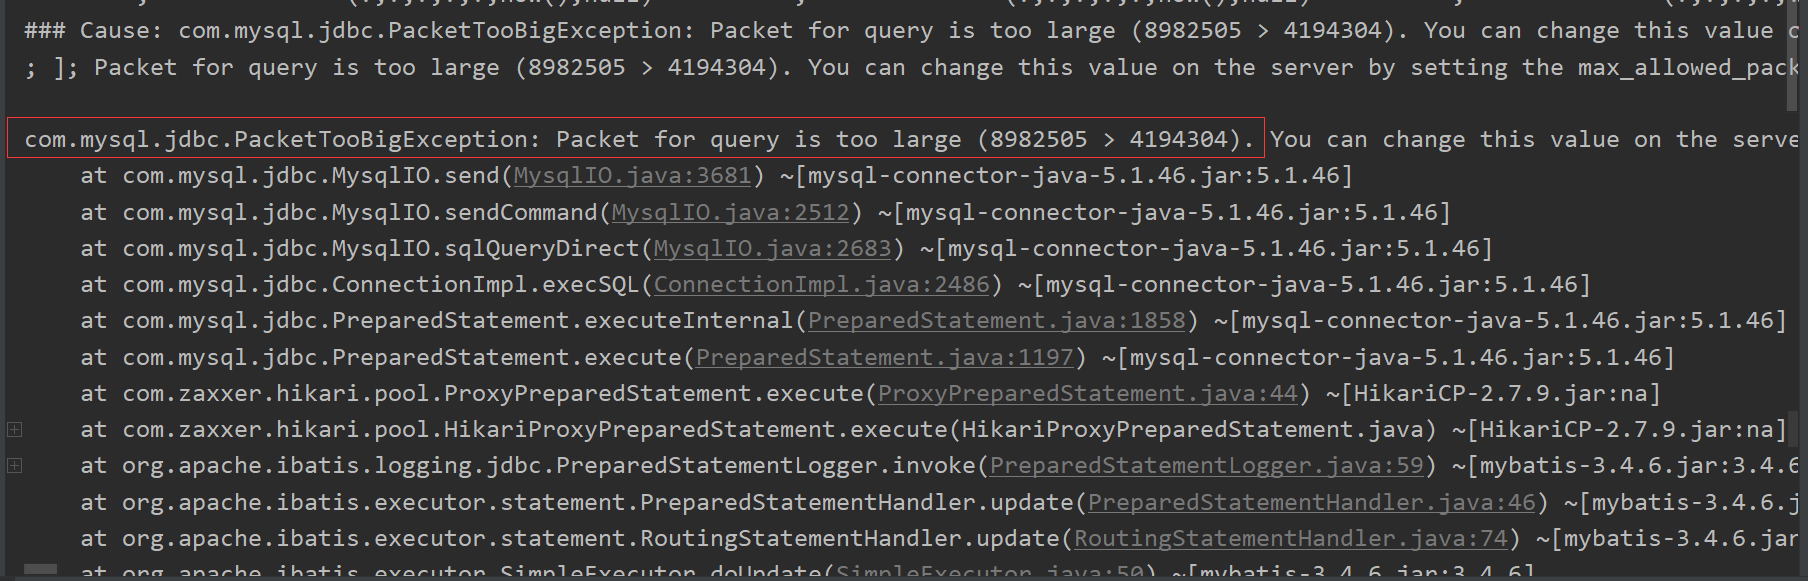 ### Cause: com.mysql.jdbc.PacketTooBigException: Packet for query is too large (8982505 > 4194304). You can change this value
; ]; Packet for query is too large (8982505 > 4194304). You can change this value on the server by setting the max_allowed_pack
com.mysql.jdbc.PacketTooBigException: Packet for query is too large (8982505 > 4194304). You can change this value on the serve
at com.mysql.jdbc.MysqlIO.send(MysqlIO.java:3681) ~[mysql-connector-java-5.1.46.jar:5.1.46]
at com.mysql.jdbc.MysqlIO.sendCommand(MysqlIO.java:2512) ~[mysql-connector-java-5.1.46.jar:5.1.46]
at com.mysql.jdbc.MysqlIO.sqlQueryDirect(MysqlIO.java:2683) ~[mysql-connector-java-5.1.46.jar:5.1.46]
at com.mysql.jdbc.ConnectionImpl.execSQL(ConnectionImpl.java:2486) ~[mysql-connector-java-5.1.46.jar:5.1.46]
at com.mysql.jdbc.PreparedStatement.executeInternal(PreparedStatement.java:1858) ~[mysql-connector-java-5.1.46.jar:5.1.46]
at com.mysql.jdbc.PreparedStatement.execute(PreparedStatement.java:1197) ~[mysql-connector-java-5.1.46.jar:5.1.46]
at com.zaxxer.hikari.pool.ProxyPreparedStatement.execute(ProxyPreparedStatement.java:44) ~[HikariCP-2.7.9.jar:na]
at com.zaxxer.hikari.pool.HikariProxyPreparedStatement.execute(HikariProxyPreparedStatement.java) ~[HikariCP-2.7.9.jar:na]
at org.apache.ibatis.logging.jdbc.PreparedStatementLogger.invoke(PreparedStatementLogger.java:59) ~[mybatis-3.4.6.jar:3.4.6
at org.apache.ibatis.executor.statement.PreparedStatementHandler.update(PreparedStatementHandler.java:46) ~[mybatis-3.4.6.j
at org.apache.ibatis.executor.statement.RoutingStatementHandler.update(RoutingStatementHandler.java:74) ~[mybatis-3.4.6.jar
at org.apache.ibatis.executor.SimpleExecutor.doUpdate(SimpleExecutor.java:50) ~[mybatis-3.4.6.jar:3.4.6]